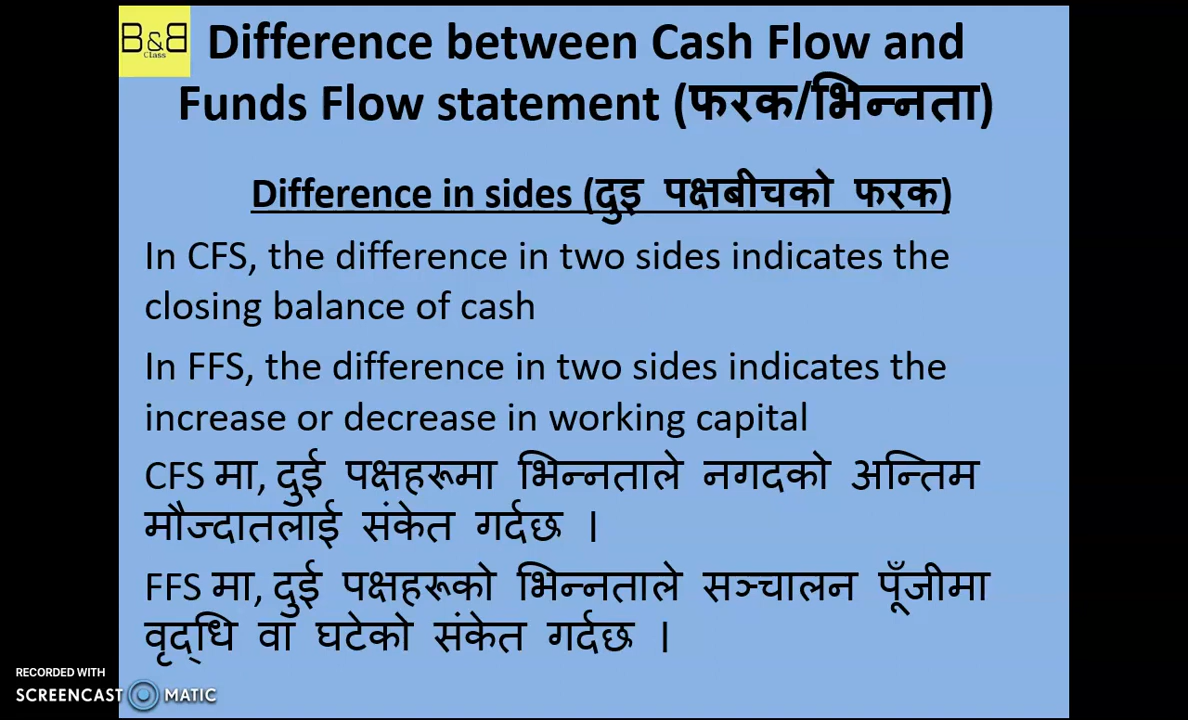 B&B
Class
Difference between Cash Flow and
Funds Flow statement (फरक/भिन्नता)
Difference in sides (दुइ पक्षबीचको फरक)
In CFS, the difference in two sides indicates the
closing balance of cash
In FFS, the difference in two sides indicates the
increase or decrease in working capital
CFS मा, दुई पक्षहरूमा भिन्नताले नगदको अन्तिम
मौज्दातलाई संकेत गर्दछ ।
FFS मा, दुई पक्षहरूको भिन्नताले सञ्चालन पूँजीमा
वृद्धि वा घटेको संकेत गर्दछ ।
RECORDED WITH
SCREENCAST MATIC